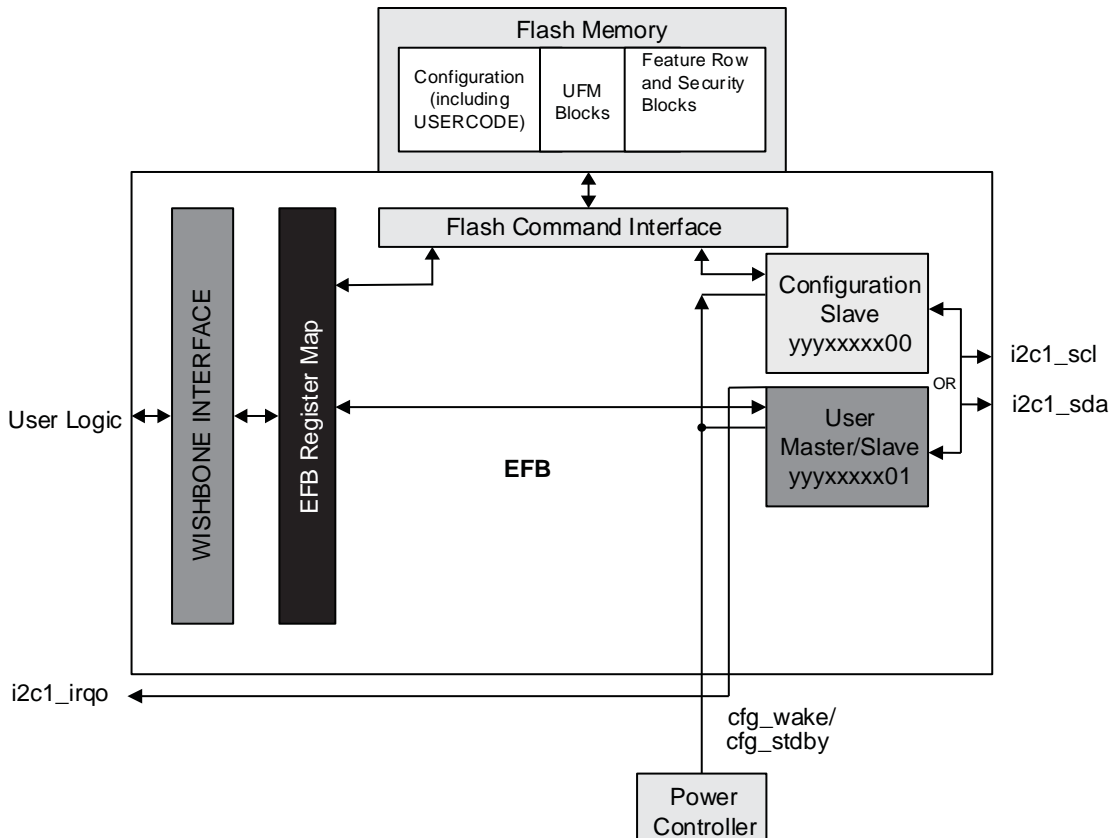 Flash Memory
Configuration
(including
USERCODE)
UFM
Blocks
Feature Row
and Security
Blocks
Flash Command Interface
WISHBONE INTERFACE
EFB Register Map
Configuration
Slave
yyyxxxxx00
OR
User
Master/Slave
yyyxxxxx01
i2c1_scl
i2c1_sda
User Logic
EFB
i2c1_irqo
cfg_wake/
cfg_stdby
Power
Controller